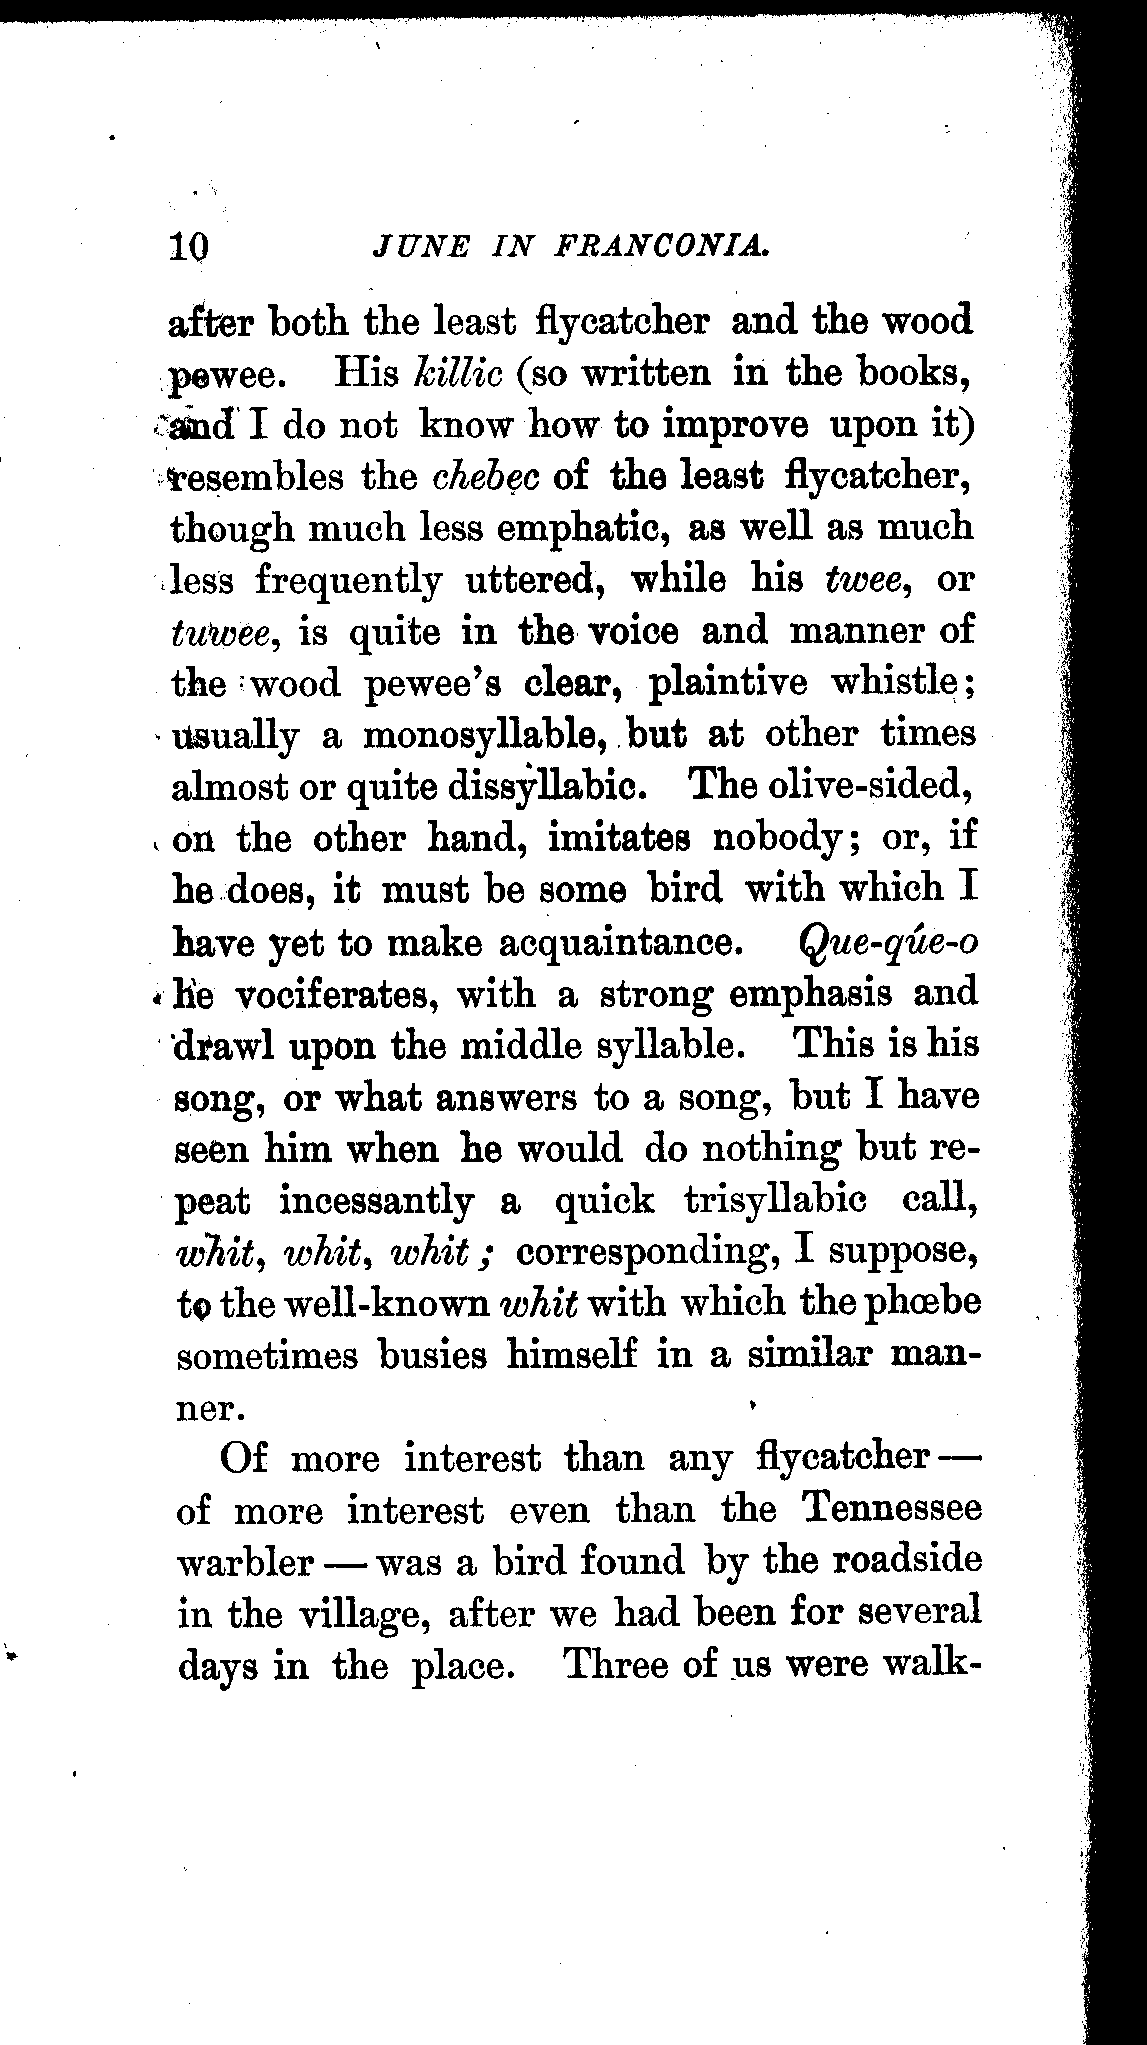 10 JUNE IN FRANCONIA.
after both the least flycatcher and the wood
pewee. His killic (so written in the books,
and I do not know how to improve upon it)
resembles the chebec of the least flycatcher,
though much less emphatic, as well as much
less frequently uttered, while his twee, or
tuwee, is quite in the voice and manner of
the wood pewee's clear, plaintive whistle;
usually a monosyllable, but at other times
almost or quite dissyllabic. The olive-sided,
on the other hand, imitates nobody; or, if
he does, it must be some bird with which I
have yet to make acquaintance. Que-qúe-o
he vociferates, with a strong emphasis and
drawl upon the middle syllable. This is his
song, or what answers to a song, but I have
seen him when he would do nothing but re-
peat incessantly a quick trisyllabic call,
whit, whit, whit; corresponding, I suppose,
to the well-known whit with which the phœbe
sometimes busies himself in a similar man-
ner.
Of more interest than any flycatcher —
of more interest even than the Tennessee
warbler — was a bird found by the roadside
in the village, after we had been for several
days in the place. Three of us were walk-